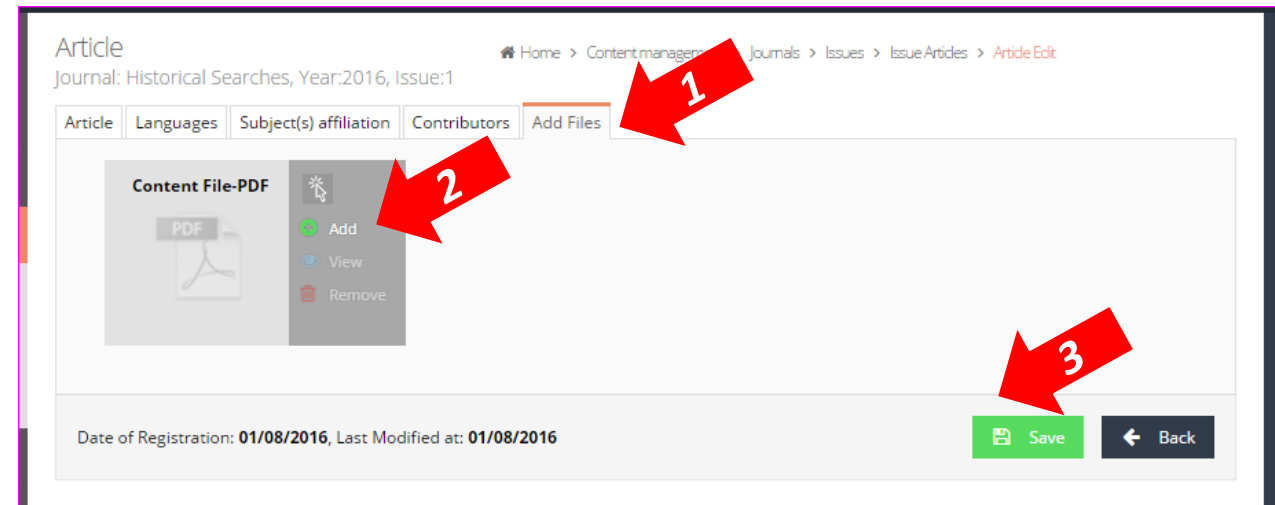 Article
Home > Content management Journals > Issues > Issue Articles > Article Edit
Journal: Historical Searches, Year:2016, Issue:1
1
Article Languages Subject(s) affiliation Contributors Add Files
2
Content File-PDF
PDF
Add
View
Remove
3
Date of Registration: 01/08/2016, Last Modified at: 01/08/2016
Save Back